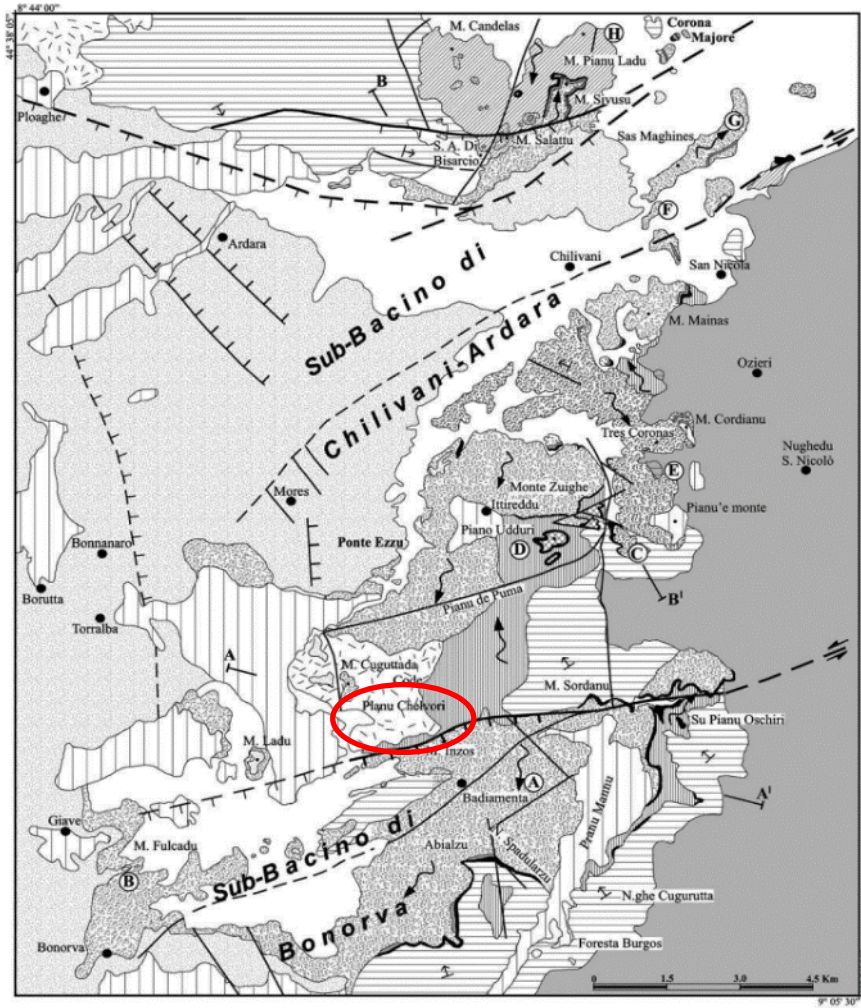 8° 44' 00"
44° 38' 05"
M. Candelas
H
Corona
Majore
M. Pianu Ladu
B
Ploaghe
M. Sivusu
G
M. Salattu
Sas Maghines
S. A. Di
Bisarcio
F
Ardara
Chilivani
San Nicola
Sub-Bacino di
Chilivani-Ardara
M. Mainas
Ozieri
M. Cordianu
Tres Coronas
Nughedu
S. Nicolò
Monte Zuighe
E
Mores
Ittireddu
Pianu'e monte
Piano Udduri
Ponte Ezzu
D
C
Bonnanaro
Borutta
Pianu de Puma
B¹
Torralba
A
M. Cuguttada
Code
M. Sordanu
Pianu Chelvori
Su Pianu Oschiri
M. Ladu
Inzos
A
Badiamenta
A¹
Giave
Pranu Mannu
M. Fulcadu
Sub-Bacino di
Bonorva
Abialzu
Spadularzu
B
N.ghe Cugurutta
Bonorva
Foresta Burgos
0 1.5 3.0 4.5 Km
9° 05' 30"